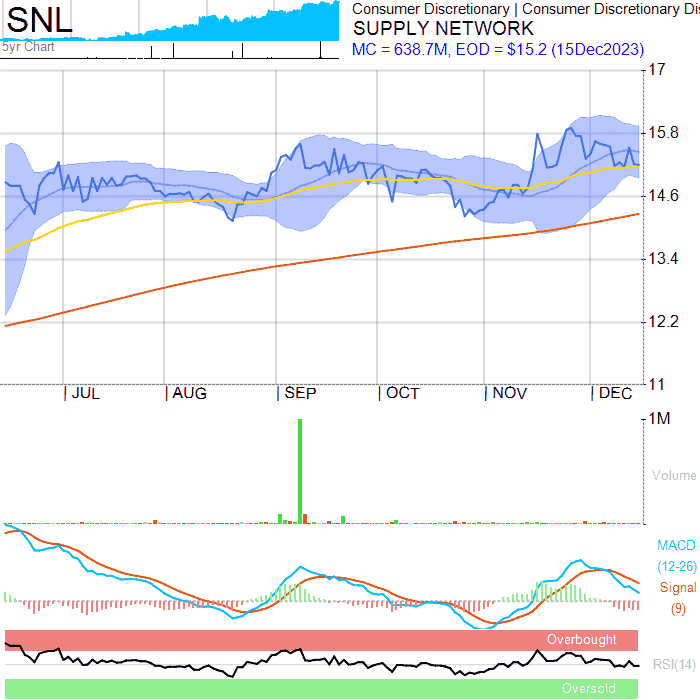 SNL
5yr Chart
Consumer Discretionary | Consumer Discretionary Dis
SUPPLY NETWORK
MC = 638.7M, EOD = $15.2 (15Dec2023)
17
15.8
14.6
13.4
12.2
11
JUL AUG SEP OCT NOV DEC
1M
Volume
MACD
(12-26)
Signal
(9)
Overbought
RSI(14)
Oversold